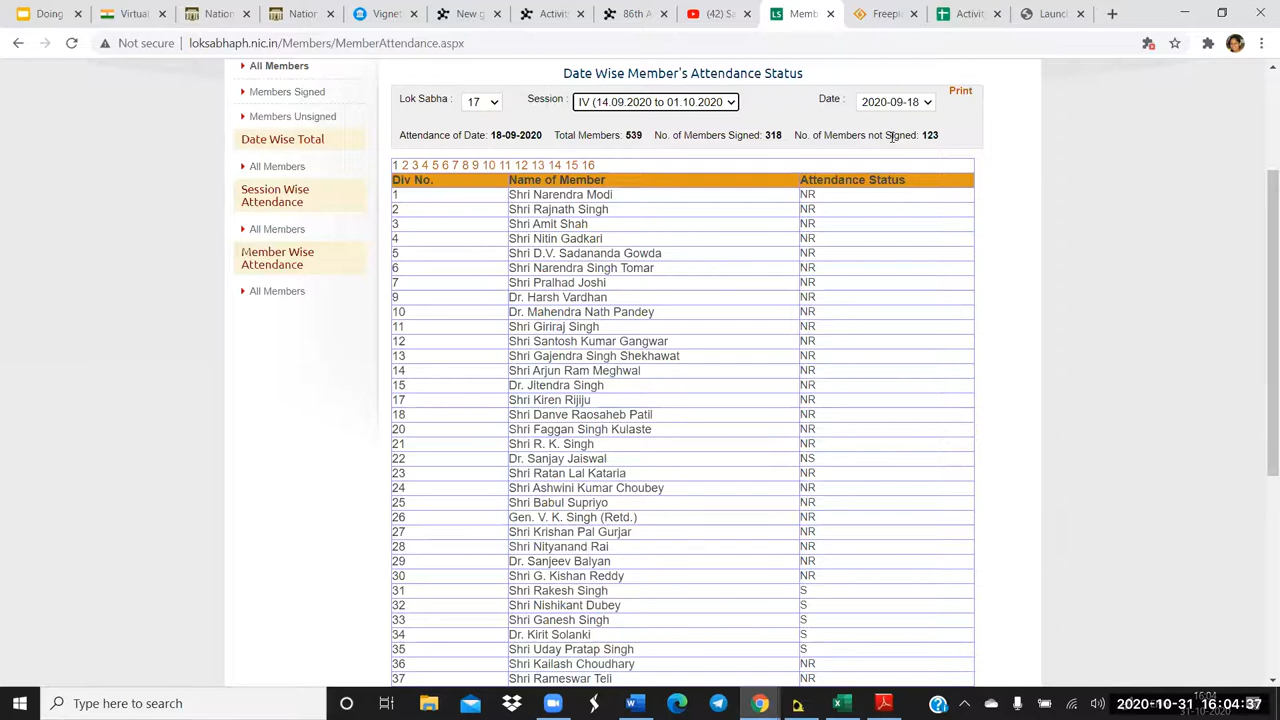 Doing
Virtual
Nation
Nation
Vignet
New g
Activity
86th A
(42) S
Memb
Freepl
Activity
Launch
Not secure
loksabhaph.nic.in/Members/MemberAttendance.aspx
All Members
Members Signed
Members Unsigned
Date Wise Total
All Members
Session Wise
Attendance
All Members
Member Wise
Attendance
All Members
Date Wise Member's Attendance Status
Lok Sabha : 17 Session : IV (14.09.2020 to 01.10.2020 Date : 2020-09-18 Print
Attendance of Date: 18-09-2020 Total Members: 539 No. of Members Signed: 318 No. of Members not Signed: 123
1 2 3 4 5 6 7 8 9 10 11 12 13 14 15 16
Div No. Name of Member Attendance Status
1 Shri Narendra Modi NR
2 Shri Rajnath Singh NR
3 Shri Amit Shah NR
4 Shri Nitin Gadkari NR
5 Shri D.V. Sadananda Gowda NR
6 Shri Narendra Singh Tomar NR
7 Shri Pralhad Joshi NR
9 Dr. Harsh Vardhan NR
10 Dr. Mahendra Nath Pandey NR
11 Shri Giriraj Singh NR
12 Shri Santosh Kumar Gangwar NR
13 Shri Gajendra Singh Shekhawat NR
14 Shri Arjun Ram Meghwal NR
15 Dr. Jitendra Singh NR
17 Shri Kiren Rijiju NR
18 Shri Danve Raosaheb Patil NR
20 Shri Faggan Singh Kulaste NR
21 Shri R. K. Singh NR
22 Dr. Sanjay Jaiswal NS
23 Shri Ratan Lal Kataria NR
24 Shri Ashwini Kumar Choubey NR
25 Shri Babul Supriyo NR
26 Gen. V. K. Singh (Retd.) NR
27 Shri Krishan Pal Gurjar NR
28 Shri Nityanand Rai NR
29 Dr. Sanjeev Balyan NR
30 Shri G. Kishan Reddy NR
31 Shri Rakesh Singh S
32 Shri Nishikant Dubey S
33 Shri Ganesh Singh S
34 Dr. Kirit Solanki S
35 Shri Uday Pratap Singh S
36 Shri Kailash Choudhary NR
37 Shri Rameswar Teli NR
Type here to search
16:04
31-10-2020
2020-10-31 16:04:37